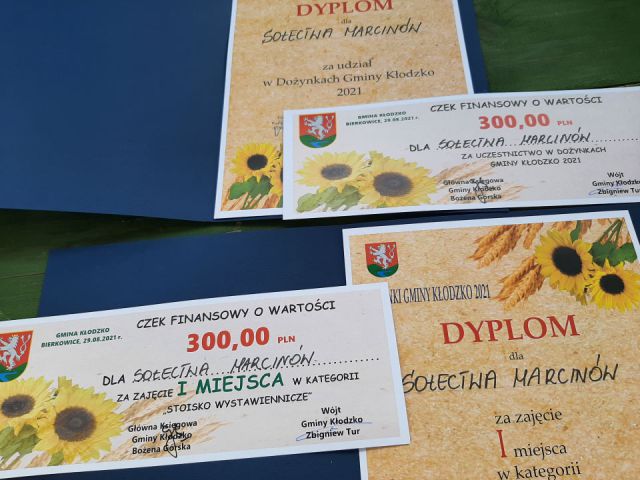 DYPLOM
dla
SOŁECTWA MARCINÓW
za udział
w Dożynkach Gminy Kłodzko
2021
GMINA KŁODZKO
BIERKOWICE, 29.08.2021 r.
CZEK FINANSOWY O WARTOŚCI
300,00 PLN
DLA SOŁECTWA MARCINÓW
ZA UCZESTNICTWO W DOŻYNKACH
GMINY KŁODZKO 2021
Główna Księgowa
Gminy Kłodzko
Bożena Górska
Wójt
Gminy Kłodzko
Zbigniew Tur
GMINA KŁODZKO
BIERKOWICE, 29.08.2021 r.
CZEK FINANSOWY O WARTOŚCI
300,00 PLN
DLA SOŁECTWA MARCINÓW
ZA ZAJĘCIE I MIEJSCA W KATEGORII
„STOISKO WYSTAWIENNICZE”
Główna Księgowa
Gminy Kłodzko
Bożena Górska
Wójt
Gminy Kłodzko
Zbigniew Tur
NKI GMINY KŁODZKO 2021
DYPLOM
dla
SOŁECTWA MARCINÓW
za zajęcie
I miejsca
w kategorii